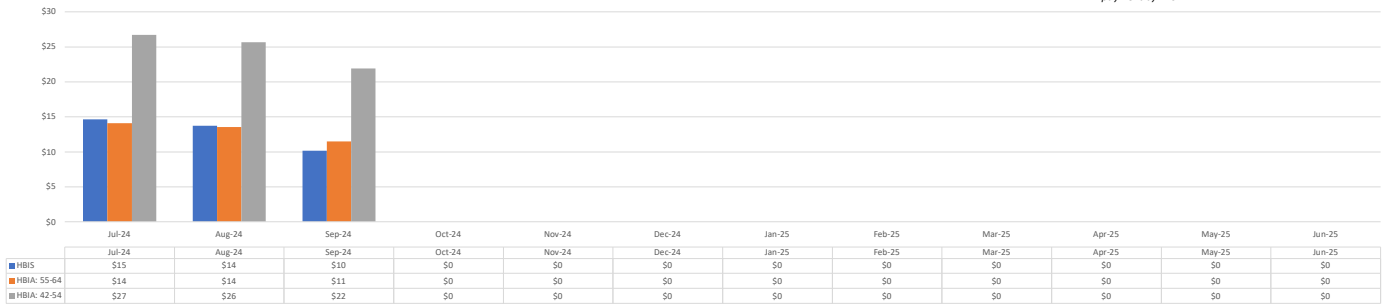 $30
$25
$20
$15
$10
$5
$0
Jul-24 Aug-24 Sep-24 Oct-24 Nov-24 Dec-24 Jan-25 Feb-25 Mar-25 Apr-25 May-25 Jun-25
Jul-24 Aug-24 Sep-24 Oct-24 Nov-24 Dec-24 Jan-25 Feb-25 Mar-25 Apr-25 May-25 Jun-25
HBIS $15 $14 $10 $0 $0 $0 $0 $0 $0 $0 $0 $0
HBIA: 55-64 $14 $14 $11 $0 $0 $0 $0 $0 $0 $0 $0 $0
HBIA: 42-54 $27 $26 $22 $0 $0 $0 $0 $0 $0 $0 $0 $0